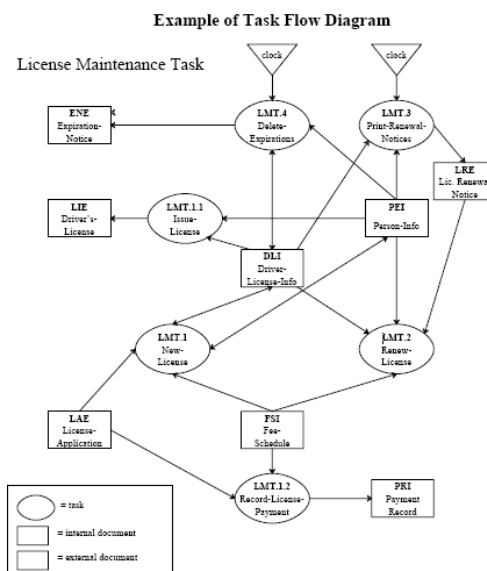 Example of Task Flow Diagram
License Maintenance Task
clock
clock
ENE
Expiration-
Notice
LMT.4
Delete-
Expirations
LMT.3
Print-Renewal-
Notices
LRE
Lic. Renewal
Notice
LIE
Driver's-
License
LMT.1.1
Issue-
License
PEI
Person-Info
DLI
Driver-
License-Info
LMT.1
New-
License
LMT.2
Renew-
License
LAE
License-
Application
FSI
Fee-
Schedule
LMT.1.2
Record-License-
Payment
PRI
Payment
Record
= task
= internal document
= external document